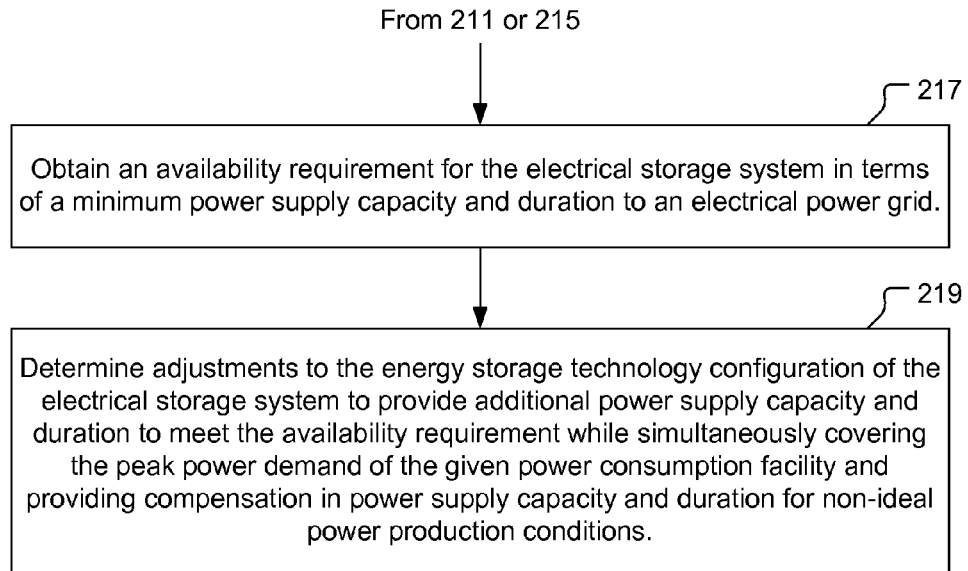 From 211 or 215
217
Obtain an availability requirement for the electrical storage system in terms
of a minimum power supply capacity and duration to an electrical power grid.
219
Determine adjustments to the energy storage technology configuration of the
electrical storage system to provide additional power supply capacity and
duration to meet the availability requirement while simultaneously covering
the peak power demand of the given power consumption facility and
providing compensation in power supply capacity and duration for non-ideal
power production conditions.